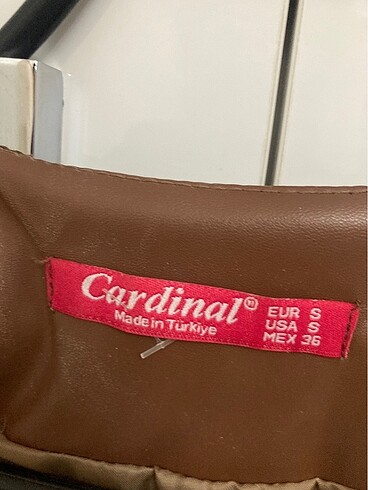 Cardinal®
Made in Türkiye
EUR S
USA S
MEX 36